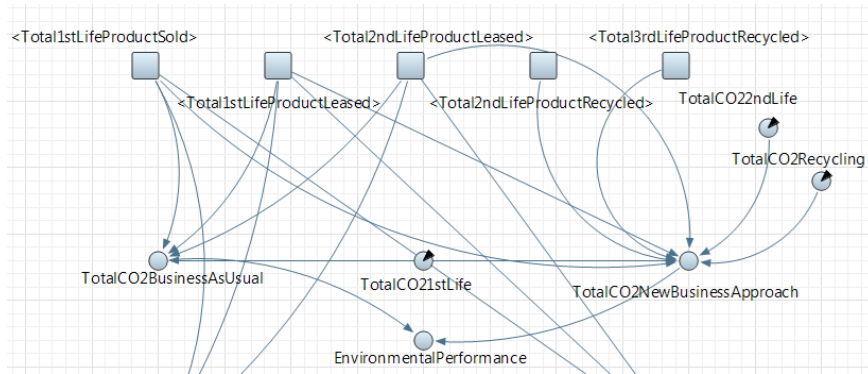 <Total1stLifeProductSold>
<Total2ndLifeProductLeased>
<Total3rdLifeProductRecycled>
<Total1stLifeProductLeased>
<Total2ndLifeProductRecycled>
TotalCO22ndLife
TotalCO2Recycling
TotalCO2BusinessAsUsual
TotalCO21stLife
TotalCO2NewBusinessApproach
EnvironmentalPerformance